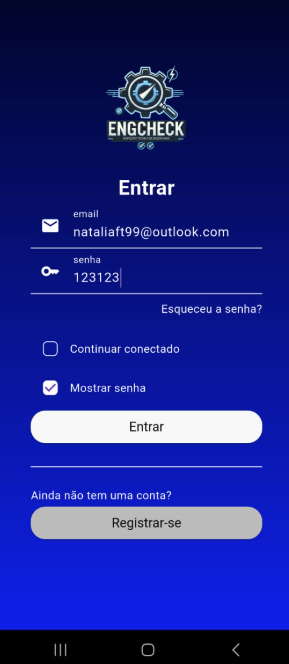 ENGCHECK
Entrar
email
nataliaft99@outlook.com
senha
123123
Esqueceu a senha?
Continuar conectado
Mostrar senha
Entrar
Ainda não tem uma conta?
Registrar-se